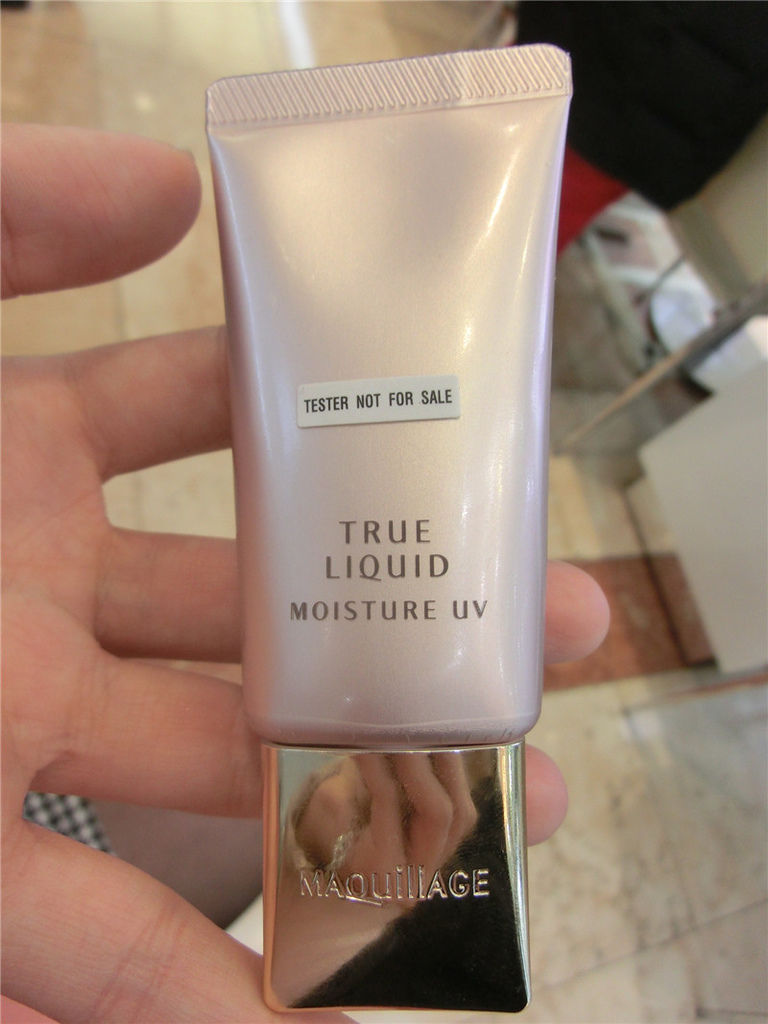 TESTER NOT FOR SALE
TRUE
LIQUID
MOISTURE UV
MAQuillAGE